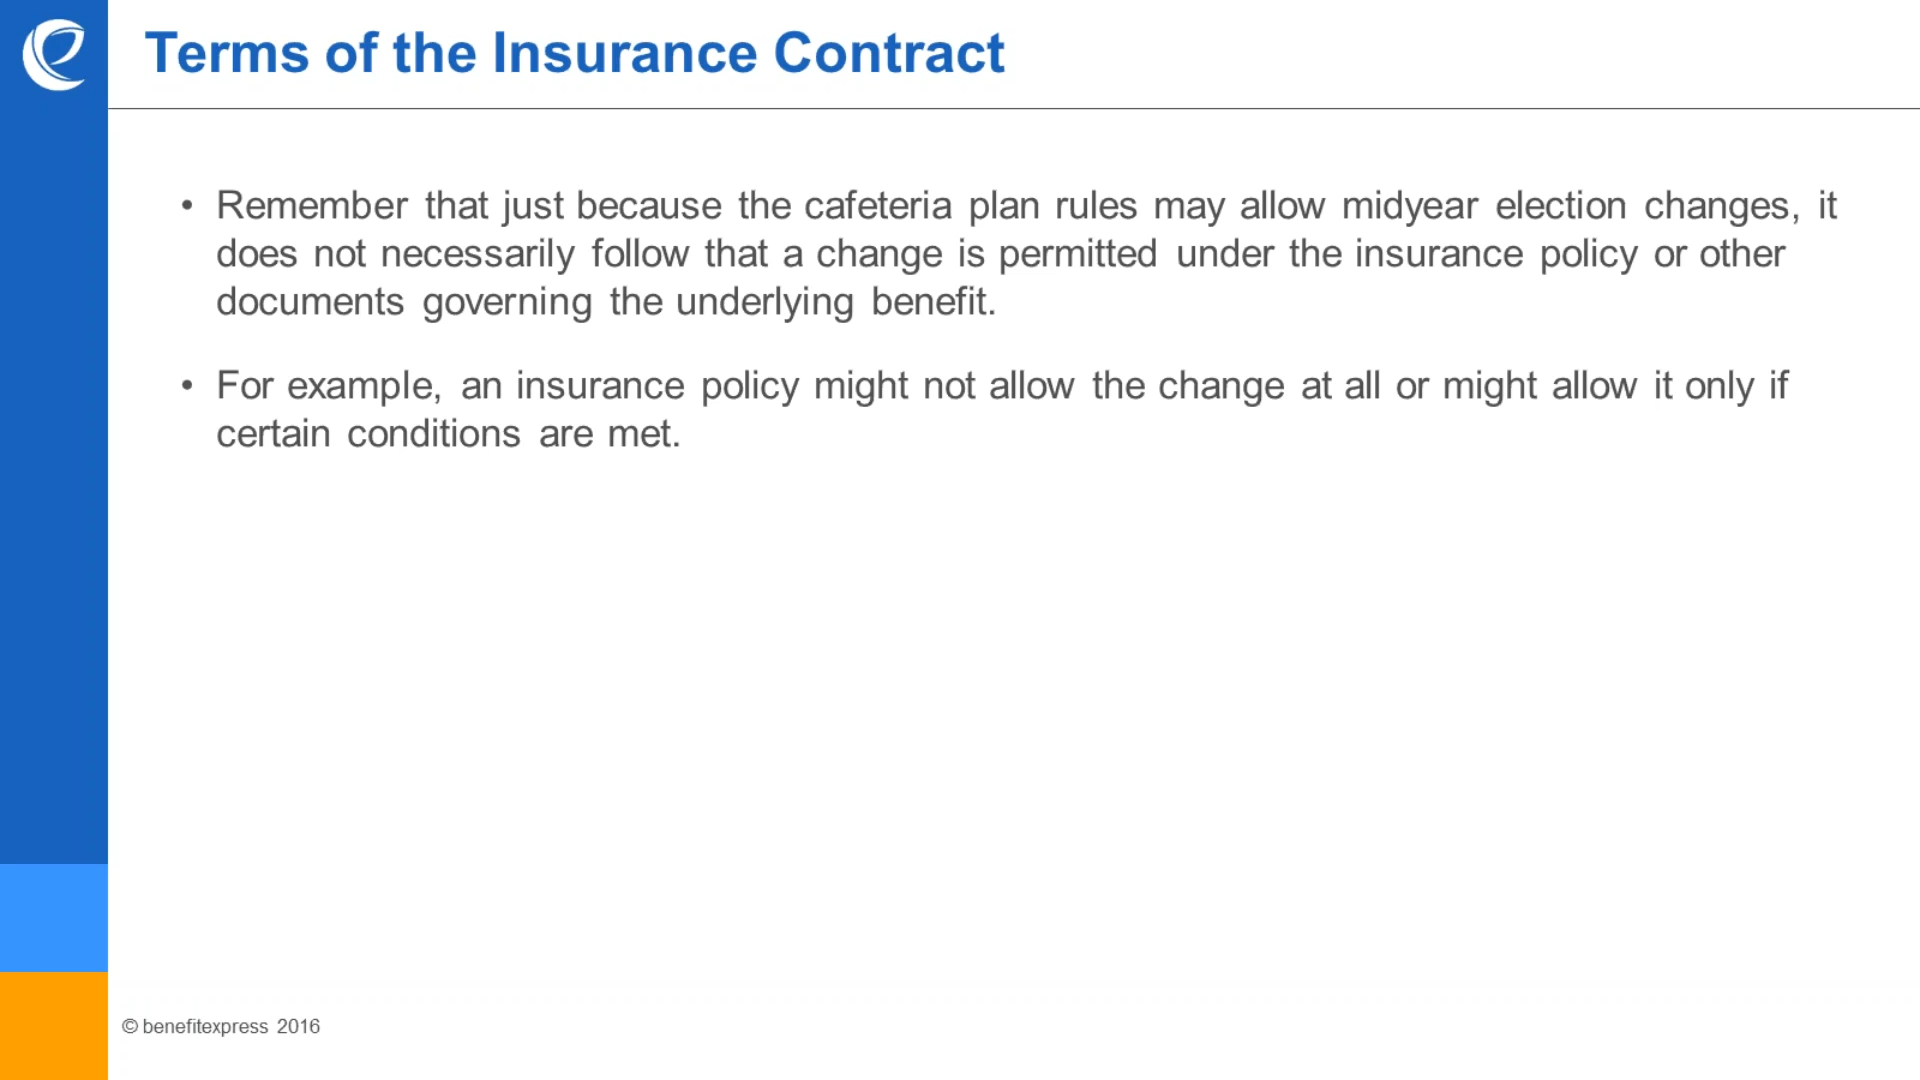 Terms of the Insurance Contract
• Remember that just because the cafeteria plan rules may allow midyear election changes, it
does not necessarily follow that a change is permitted under the insurance policy or other
documents governing the underlying benefit.
• For example, an insurance policy might not allow the change at all or might allow it only if
certain conditions are met.
© benefitexpress 2016